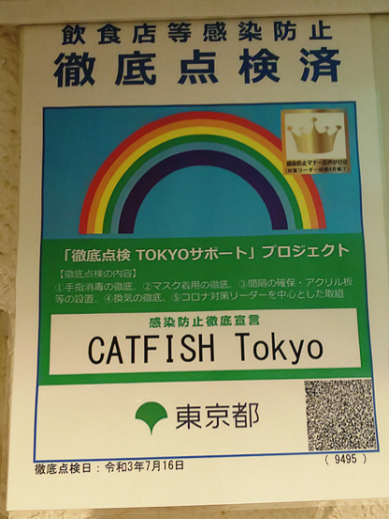 飲食店等感染防止
徹底点検済
「徹底点検 TOKYOサポート」プロジェクト
【徹底点検の内容】
①手指消毒の徹底、②マスク着用の徹底、③間隔の確保・アクリル板
等の設置、④換気の徹底、⑤コロナ対策リーダーを中心とした取組
感染防止徹底宣言
CATFISH Tokyo
東京都
( 9495 )
徹底点検日：令和3年7月16日